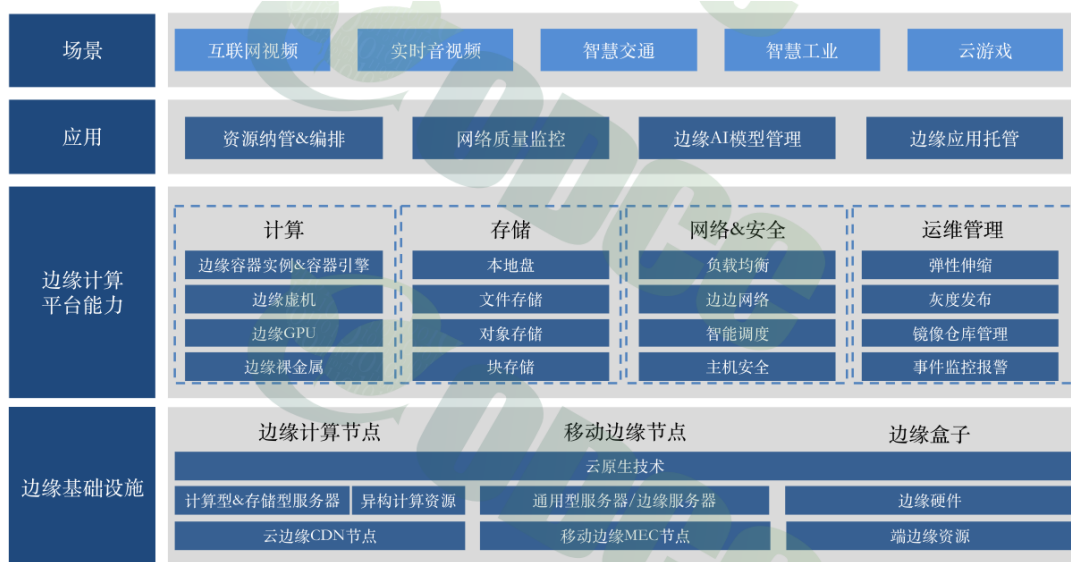 场景
互联网视频
实时音视频
智慧交通
智慧工业
云游戏
应用
资源纳管&编排
网络质量监控
边缘AI模型管理
边缘应用托管
边缘计算
平台能力
计算
边缘容器实例&容器引擎
边缘虚机
边缘GPU
边缘裸金属
存储
本地盘
文件存储
对象存储
块存储
网络&安全
负载均衡
边边网络
智能调度
主机安全
运维管理
弹性伸缩
灰度发布
镜像仓库管理
事件监控报警
边缘基础设施
边缘计算节点
移动边缘节点
边缘盒子
云原生技术
计算型&存储型服务器
异构计算资源
通用型服务器/边缘服务器
边缘硬件
云边缘CDN节点
移动边缘MEC节点
端边缘资源
ODCC
ODCC